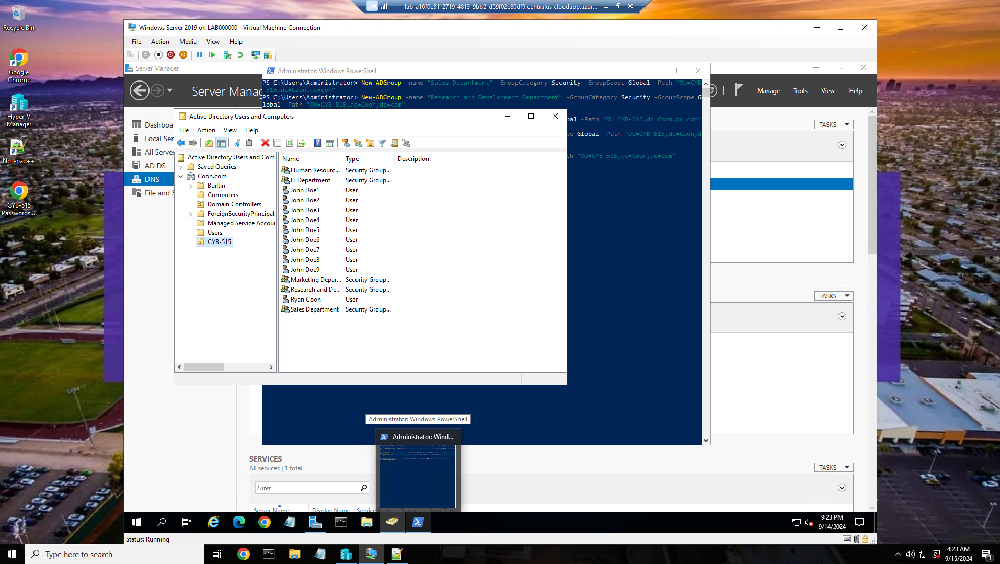 lab-a16f0e31-2719-4813-9bb2-d59f02e80df9.centralus.cloudapp.azur...
Recycle Bin
Google Chrome
Hyper-V Manager
Notepad++
CYB-515 Passwords....
Windows Server 2019 on LAB000000 - Virtual Machine Connection
File Action Media View Help
Server Manager
Server Manag
Manage Tools View Help
Dashboa
Local Ser
All Server
AD DS
DNS
File and S
Administrator: Windows PowerShell
PS C:\Users\Administrator> New-ADGroup -name "Sales Department" -GroupCategory Security -GroupScope Global -Path "OU=CYB
-515,dc=Coon,dc=com"
PS C:\Users\Administrator> New-ADGroup -name "Research and Development Department" -GroupCategory Security -GroupScope G
lobal -Path "OU=CYB-515,dc=Coon,dc=com"
bal -Path "OU=CYB-515,dc=Coon,dc=com"
pe Global -Path "OU=CYB-515,dc=Coon,d
th "OU=CYB-515,dc=Coon,dc=com"
Active Directory Users and Computers
File Action View Help
Active Directory Users and Com
Saved Queries
Coon.com
Builtin
Computers
Domain Controllers
ForeignSecurityPrincipals
Managed Service Accour
Users
CYB-515
Name Type Description
Human Resourc... Security Group...
IT Department Security Group...
John Doe1 User
John Doe2 User
John Doe3 User
John Doe4 User
John Doe5 User
John Doe6 User
John Doe7 User
John Doe8 User
John Doe9 User
Marketing Depar... Security Group...
Research and De... Security Group...
Ryan Coon User
Sales Department Security Group...
TASKS
TASKS
Administrator: Windows PowerShell
Administrator: Wind...
SERVICES
All services | 1 total
TASKS
Filter
Server Name Display Name Service Name Status Start Type
9:23 PM
9/14/2024
Status: Running
Type here to search
4:23 AM
9/15/2024
1